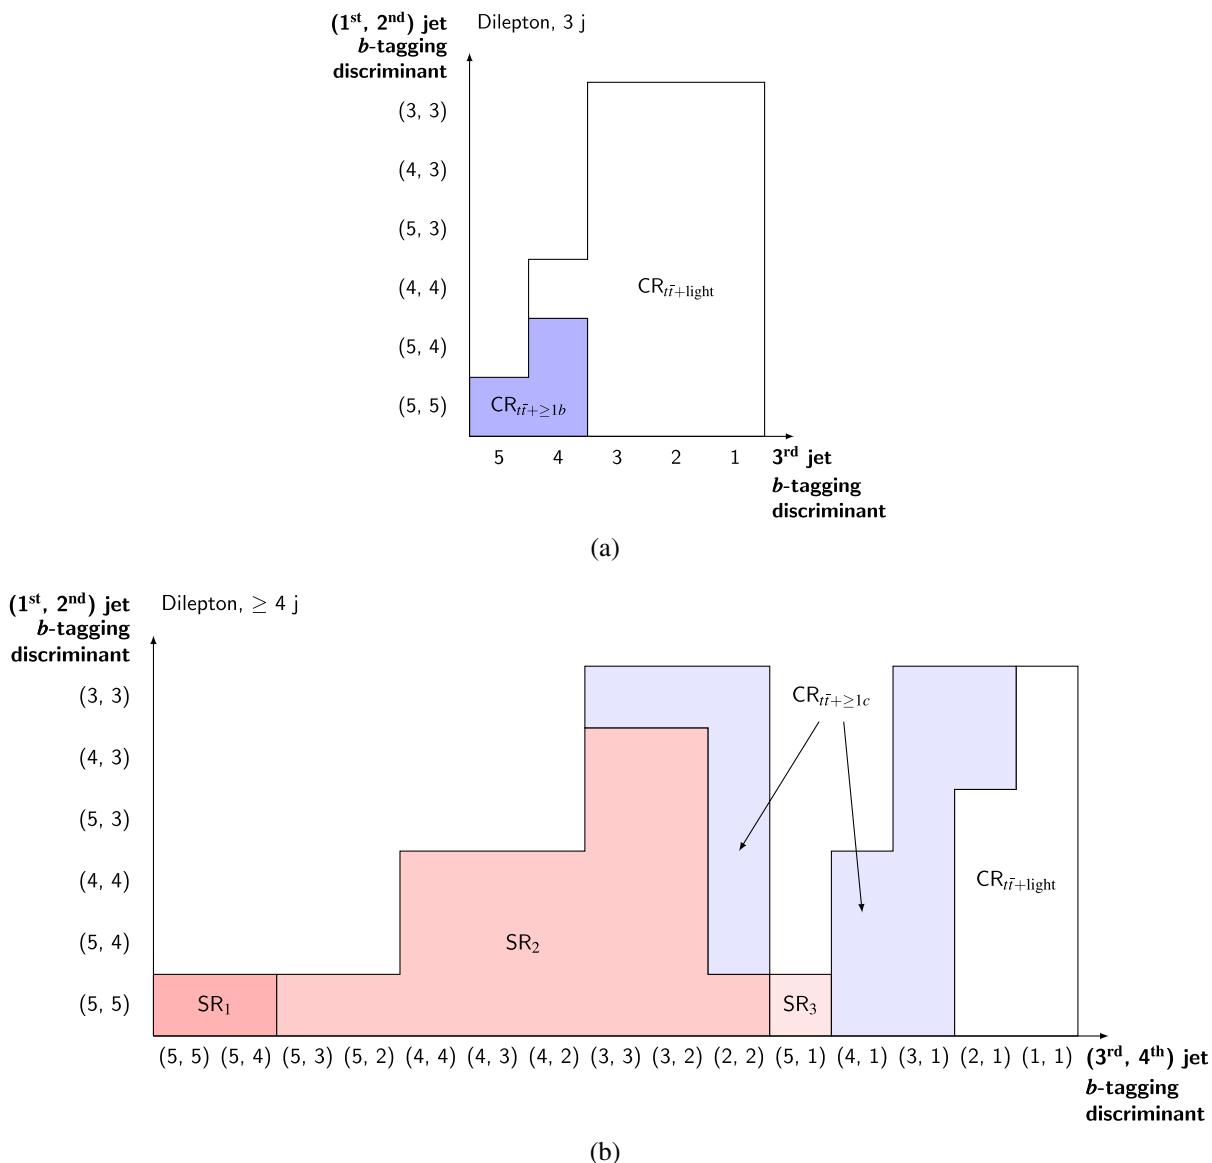 (1st, 2nd) jet
b-tagging
discriminant
Dilepton, 3 j
(3, 3)
(4, 3)
(5, 3)
(4, 4)
(5, 4)
(5, 5)
CRtt̄+light
CRtt̄+≥1b
5 4 3 2 1
3rd jet
b-tagging
discriminant
(a)
(1st, 2nd) jet
b-tagging
discriminant
Dilepton, ≥ 4 j
(3, 3)
(4, 3)
(5, 3)
(4, 4)
(5, 4)
(5, 5)
CRtt̄+≥1c
CRtt̄+light
SR2
SR1
SR3
(5, 5) (5, 4) (5, 3) (5, 2) (4, 4) (4, 3) (4, 2) (3, 3) (3, 2) (2, 2) (5, 1) (4, 1) (3, 1) (2, 1) (1, 1)
(3rd, 4th) jet
b-tagging
discriminant
(b)